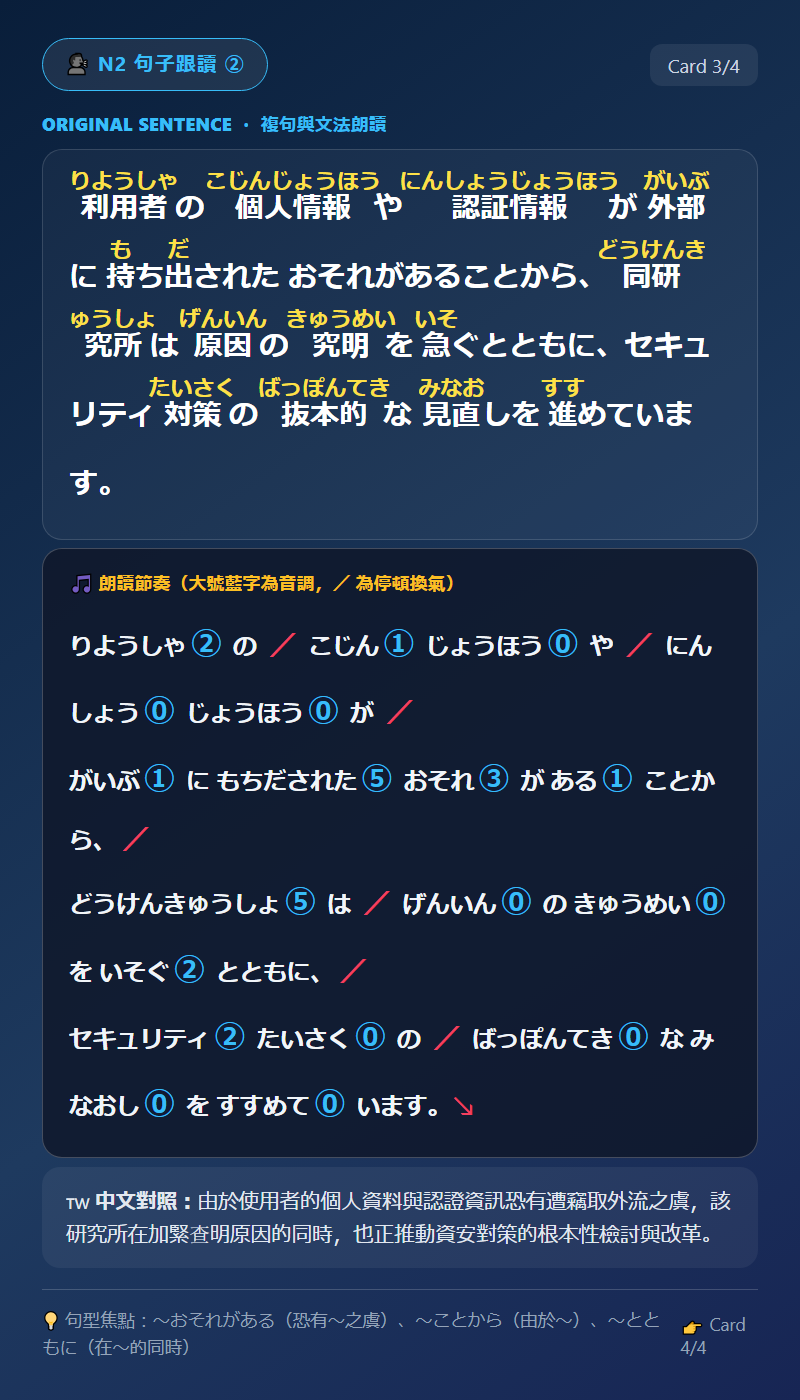 🗣️ N2 句子跟讀 ②
Card 3/4
ORIGINAL SENTENCE · 複句與文法朗讀
りようしゃ こじんじょうほう にんしょうじょうほう がいぶ
利用者 の 個人情報 や 認証情報 が 外部
も だ どうけんき
に 持ち出された おそれがあることから、 同研
ゅうしょ げんいん きゅうめい いそ
究所 は 原因 の 究明 を 急ぐとともに、セキュ
たいさく ばっぽんてき みなお すす
リティ 対策 の 抜本的 な 見直しを 進めていま
す。
🎵 朗讀節奏（大號藍字為音調，／ 為停頓換氣）
りようしゃ ② の ／ こじん ① じょうほう ⓪ や ／ にん
しょう ⓪ じょうほう ⓪ が ／
がいぶ ① に もちだされた ⑤ おそれ ③ が ある ① ことか
ら、 ／
どうけんきゅうしょ ⑤ は ／ げんいん ⓪ の きゅうめい ⓪
を いそぐ ② とともに、 ／
セキュリティ ② たいさく ⓪ の ／ ばっぽんてき ⓪ な み
なおし ⓪ を すすめて ⓪ います。↘
TW 中文對照：由於使用者的個人資料與認證資訊恐有遭竊取外流之虞，該
研究所在加緊查明原因的同時，也正推動資安對策的根本性檢討與改革。
💡 句型焦點：～おそれがある（恐有～之虞）、～ことから（由於～）、～とと
もに（在～的同時）
👉 Card
4/4